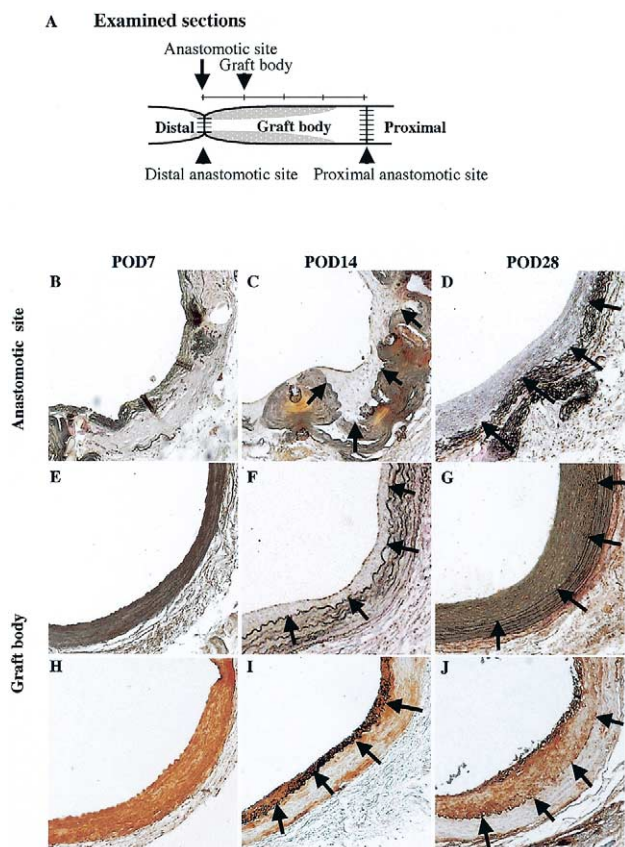 A Examined sections
Anastomotic site
Graft body
Distal
Graft body
Proximal
Distal anastomotic site
Proximal anastomotic site
POD7 POD14 POD28
Anastomotic site
B C D
Graft body
E F G
H I J